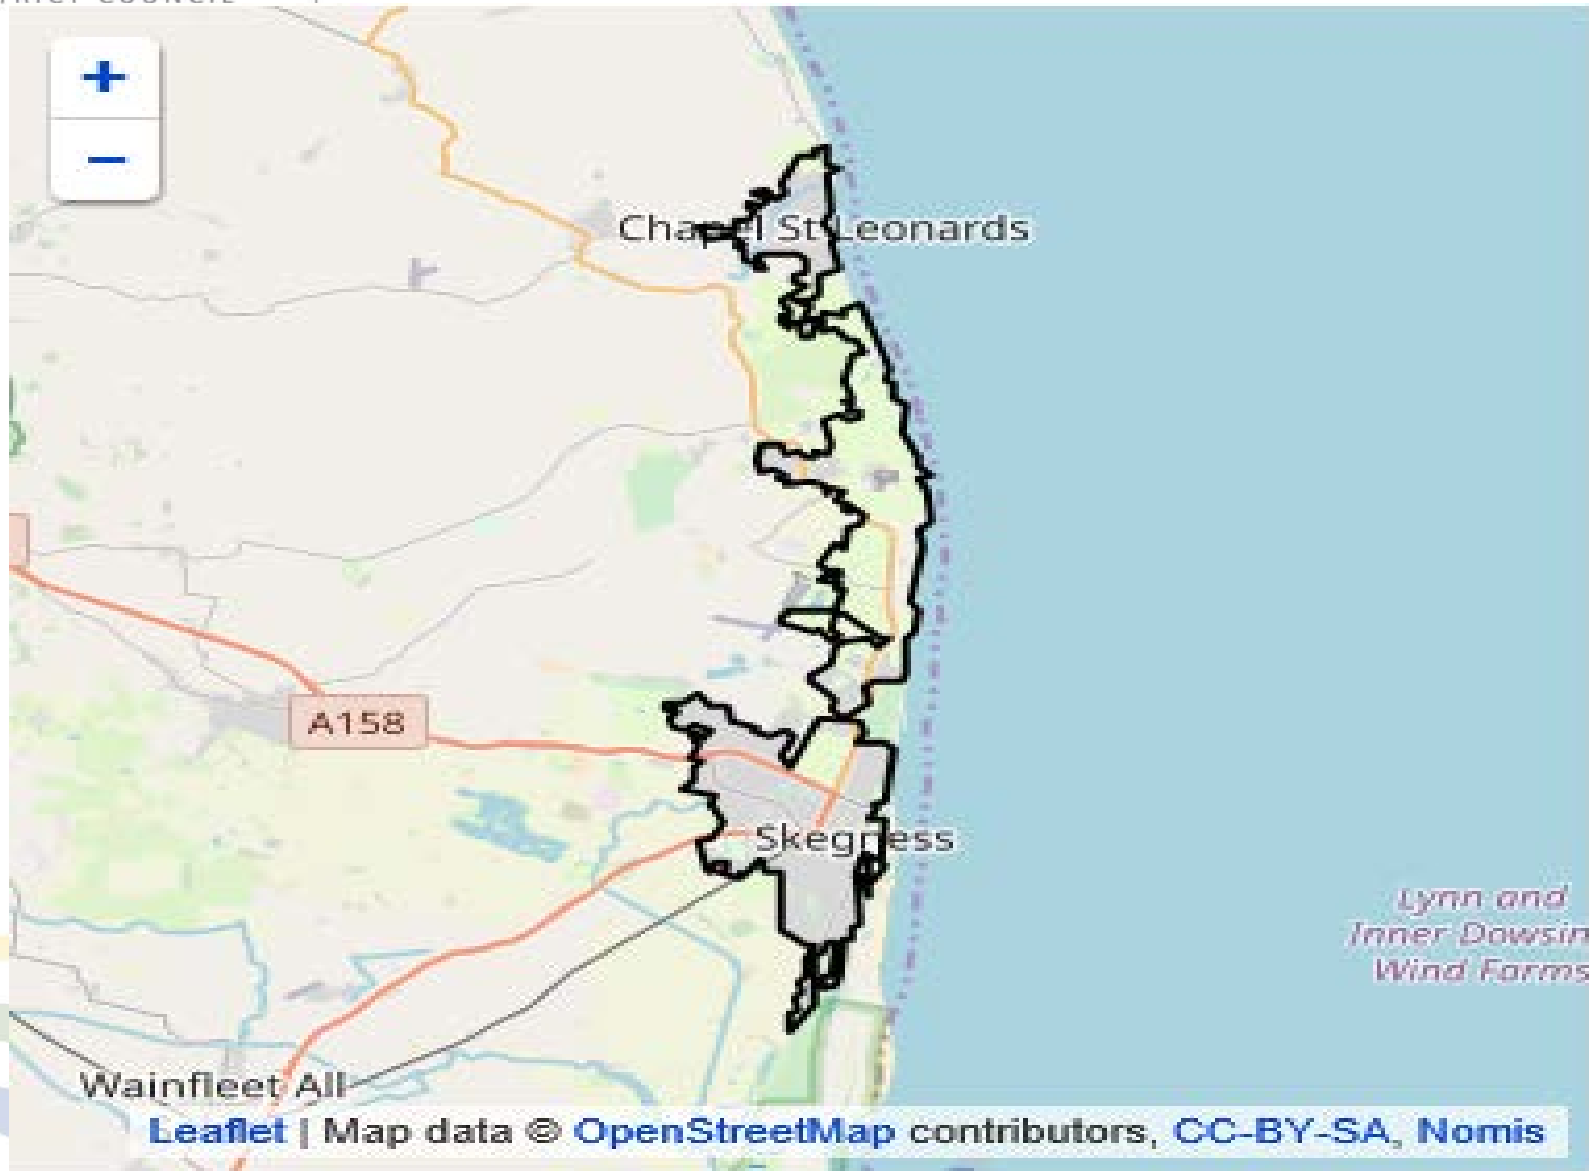 +
Chapel St Leonards
−
A158
Skegness
Lynn and
Inner Dowsin
Wind Farms
Wainfleet All
Leaflet | Map data © OpenStreetMap contributors, CC-BY-SA, Nomis